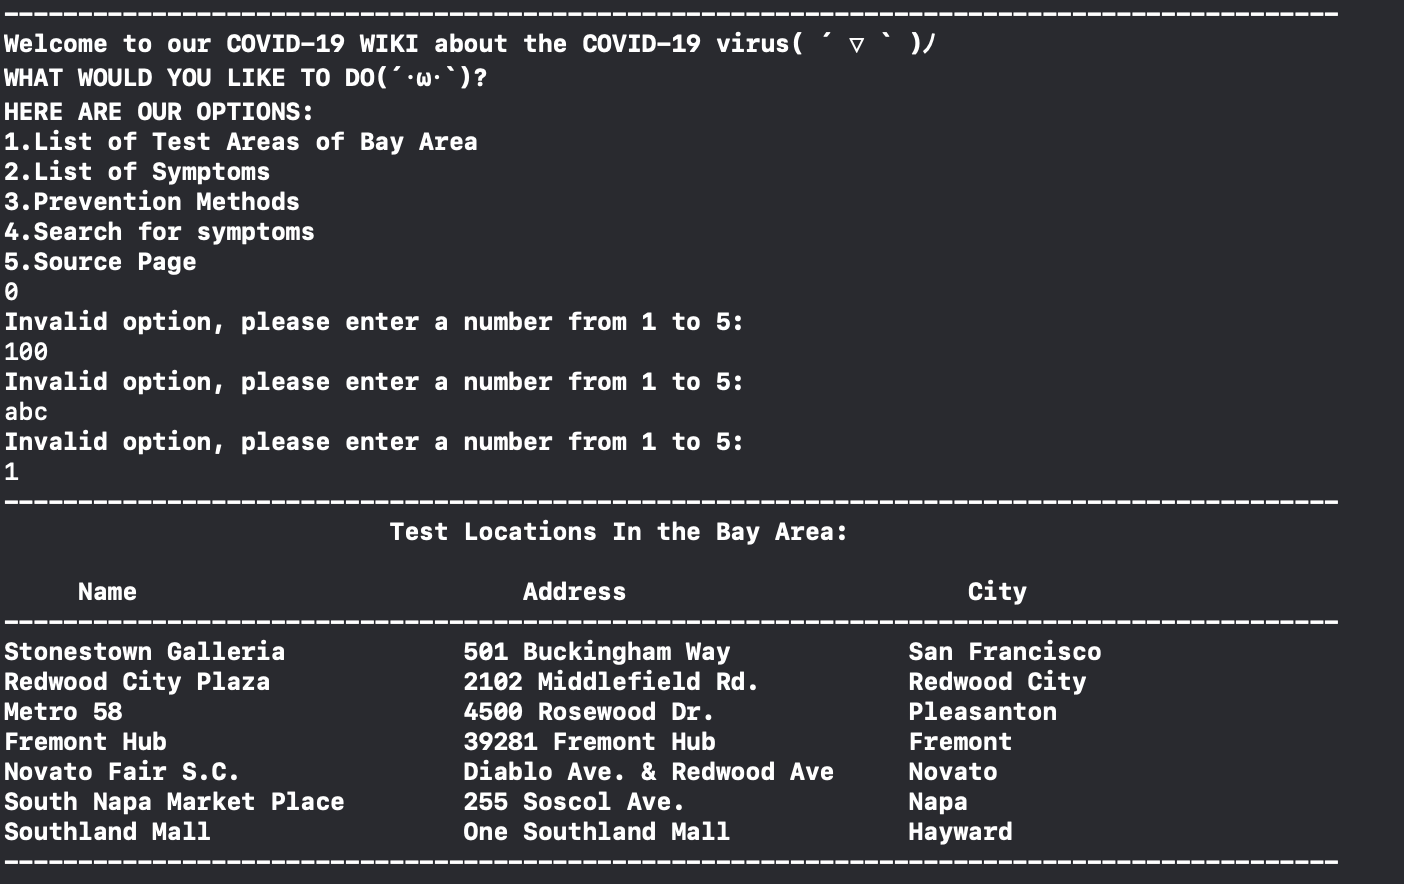 ------------------------------------------------------------------------------------------
Welcome to our COVID-19 WIKI about the COVID-19 virus( ´ ▽ ` )ﾉ
WHAT WOULD YOU LIKE TO DO(´･ω･`)?
HERE ARE OUR OPTIONS:
1.List of Test Areas of Bay Area
2.List of Symptoms
3.Prevention Methods
4.Search for symptoms
5.Source Page
0
Invalid option, please enter a number from 1 to 5:
100
Invalid option, please enter a number from 1 to 5:
abc
Invalid option, please enter a number from 1 to 5:
1
------------------------------------------------------------------------------------------
Test Locations In the Bay Area:
Name Address City
------------------------------------------------------------------------------------------
Stonestown Galleria 501 Buckingham Way San Francisco
Redwood City Plaza 2102 Middlefield Rd. Redwood City
Metro 58 4500 Rosewood Dr. Pleasanton
Fremont Hub 39281 Fremont Hub Fremont
Novato Fair S.C. Diablo Ave. & Redwood Ave Novato
South Napa Market Place 255 Soscol Ave. Napa
Southland Mall One Southland Mall Hayward
------------------------------------------------------------------------------------------